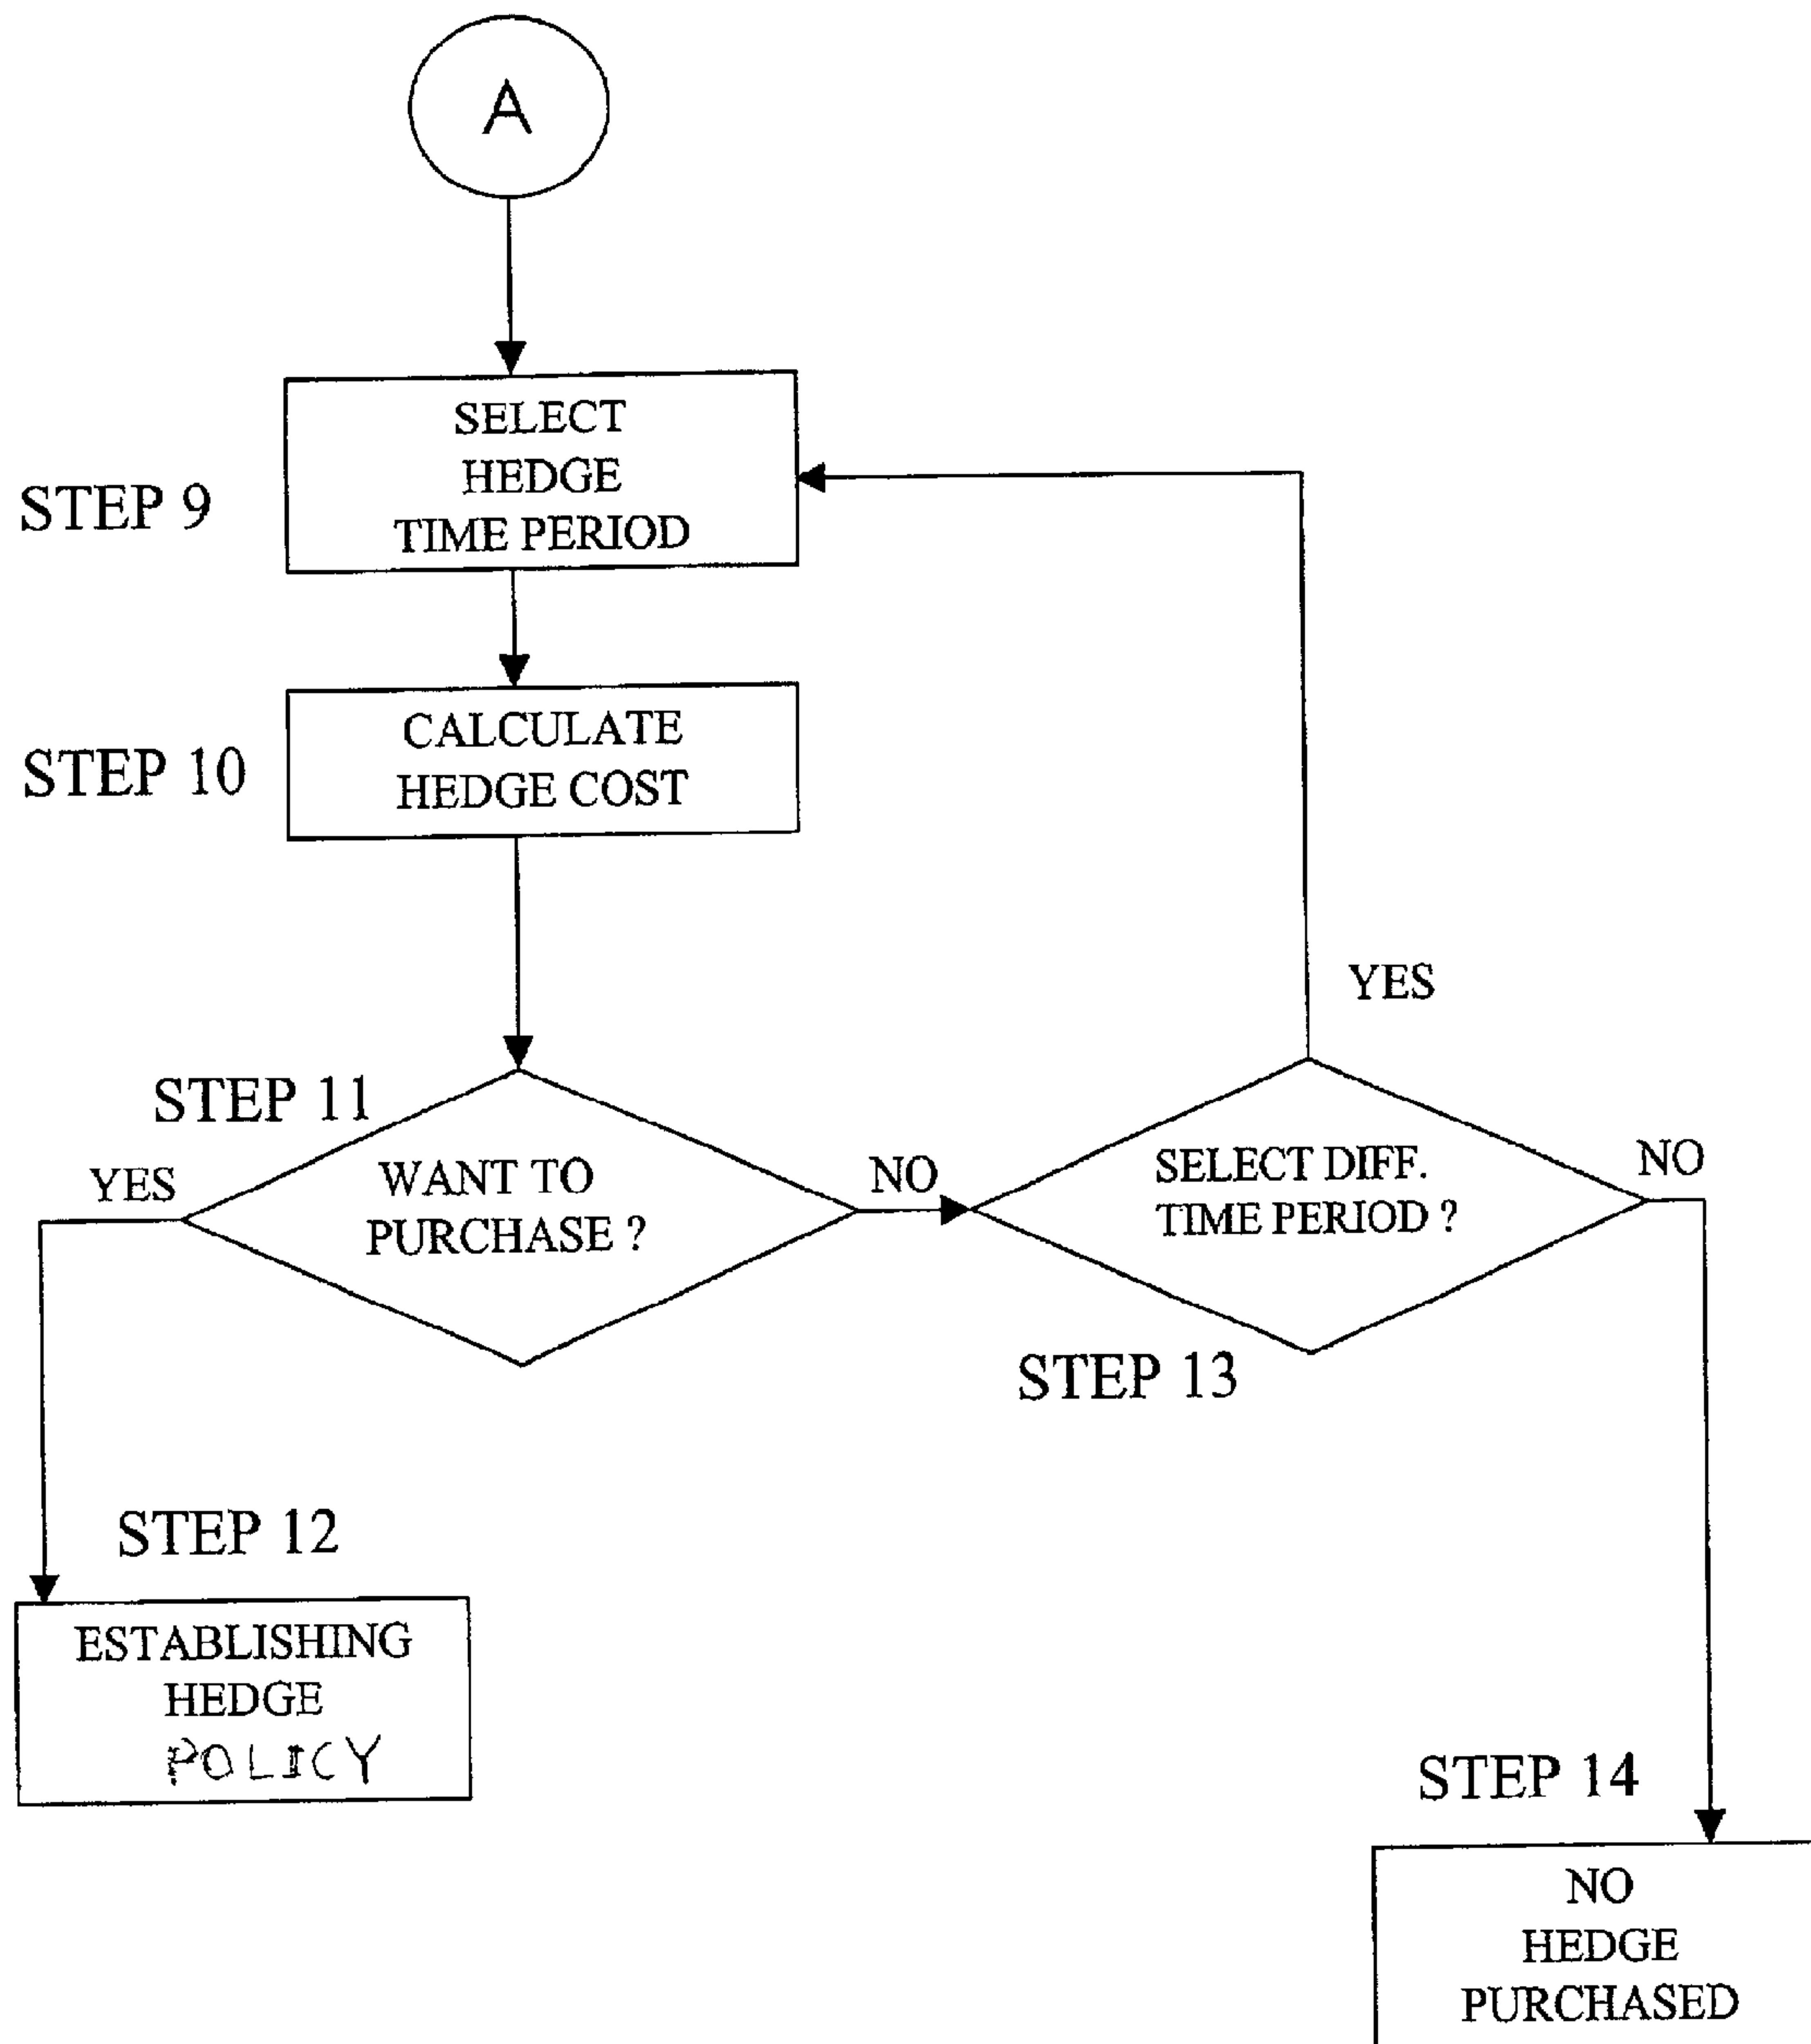 A
STEP 9
SELECT
HEDGE
TIME PERIOD
STEP 10
CALCULATE
HEDGE COST
STEP 11
YES
WANT TO
PURCHASE ?
NO
YES
SELECT DIFF.
TIME PERIOD ?
NO
STEP 13
STEP 12
ESTABLISHING
HEDGE
POLICY
STEP 14
NO
HEDGE
PURCHASED